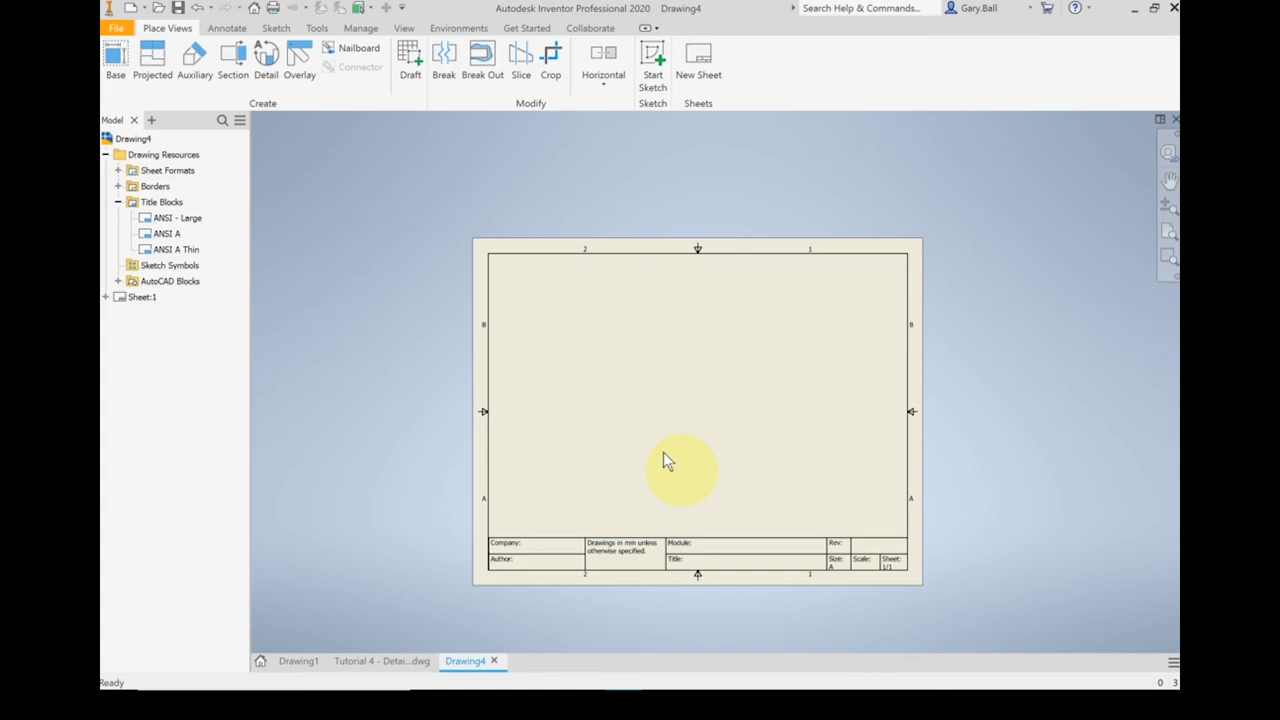 Autodesk Inventor Professional 2020 Drawing4
Search Help & Commands...
Gary.Ball
File
Place Views
Annotate
Sketch
Tools
Manage
View
Environments
Get Started
Collaborate
Base
Projected
Auxiliary
Section
Detail
Overlay
Nailboard
Connector
Draft
Break
Break Out
Slice
Crop
Horizontal
Start
Sketch
New Sheet
Create
Modify
Sketch
Sheets
Model
Drawing4
Drawing Resources
Sheet Formats
Borders
Title Blocks
ANSI - Large
ANSI A
ANSI A Thin
Sketch Symbols
AutoCAD Blocks
Sheet:1
2
1
B
B
A
A
Company:
Drawings in mm unless
otherwise specified.
Module:
Rev:
Author:
Title:
Size:
A
Scale:
Sheet:
1/1
2
1
Drawing1
Tutorial 4 - Detai...dwg
Drawing4
Ready
0 3